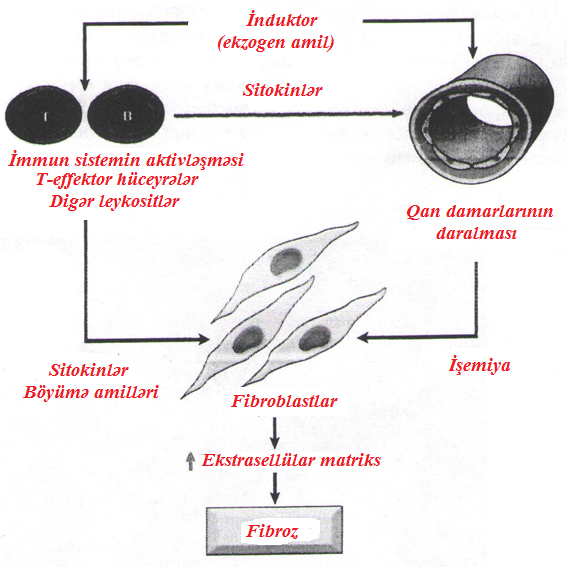 İnduktor
(ekzogen amil)
Sitokinlər
t
B
İmmun sistemin aktivləşməsi
T-effektor hüceyrələr
Digər leykositlər
Qan damarlarının
daralması
Sitokinlər
Böyümə amilləri
İşemiya
Fibroblastlar
Ekstrasellülar matriks
Fibroz